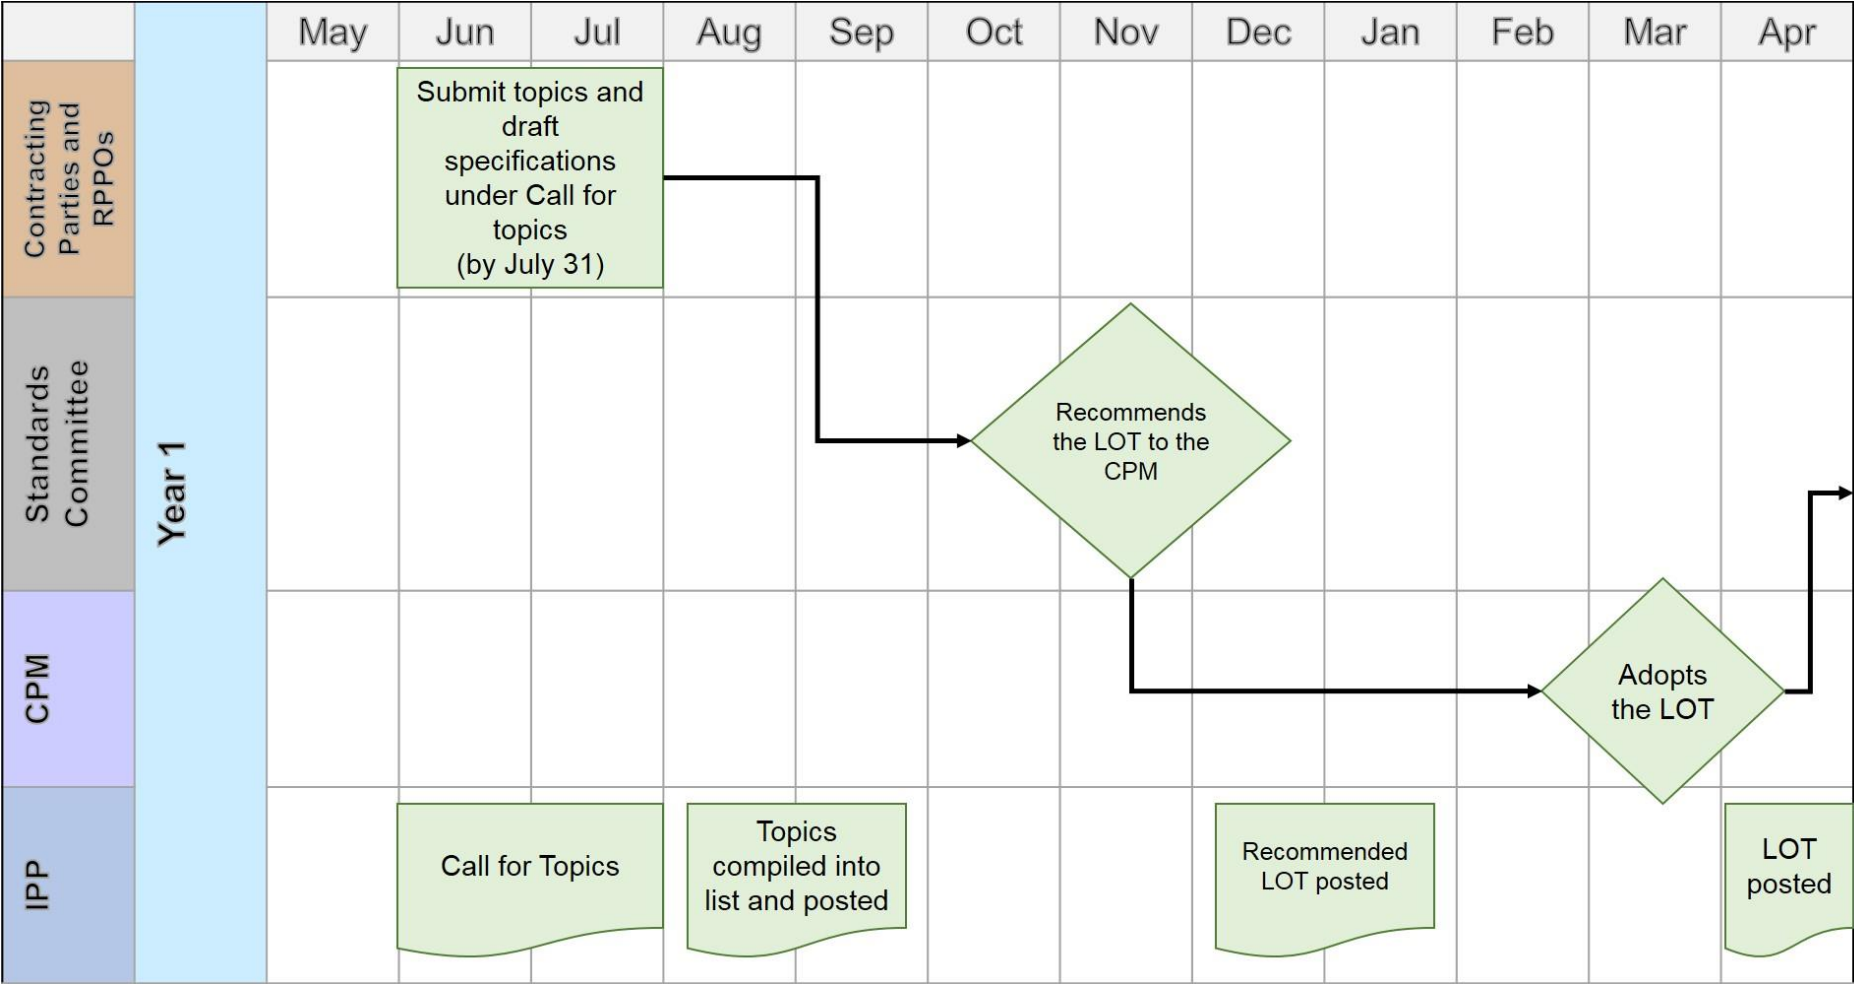 May Jun Jul Aug Sep Oct Nov Dec Jan Feb Mar Apr
Contracting
Parties and
RPPOs
Year 1
Submit topics and
draft
specifications
under Call for
topics
(by July 31)
Standards
Committee
Recommends
the LOT to the
CPM
CPM
Adopts
the LOT
IPP
Call for Topics
Topics
compiled into
list and posted
Recommended
LOT posted
LOT
posted